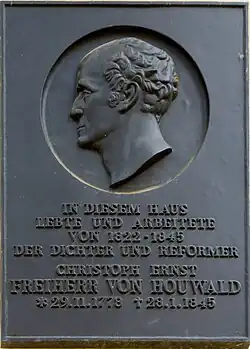 IN DIESEM HAUS
LEBTE UND ARBEITETE
VON 1822-1845
DER DICHTER UND REFORMER
CHRISTOPH ERNST
FREIHERR VON HOUWALD
* 29.11.1778 † 28.1.1845